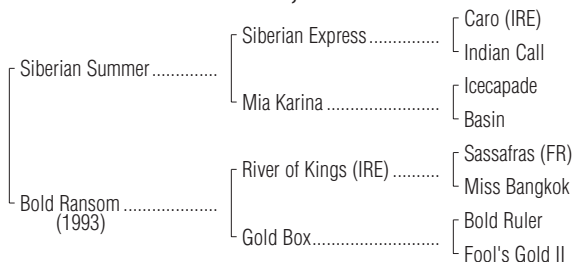 Caro (IRE)
Siberian Express...............
Indian Call
Siberian Summer.............
Icecapade
Mia Karina ........................
Basin
Sassafras (FR)
River of Kings (IRE) ..........
Miss Bangkok
Bold Ransom ...................
(1993)
Bold Ruler
Gold Box...........................
Fool's Gold II